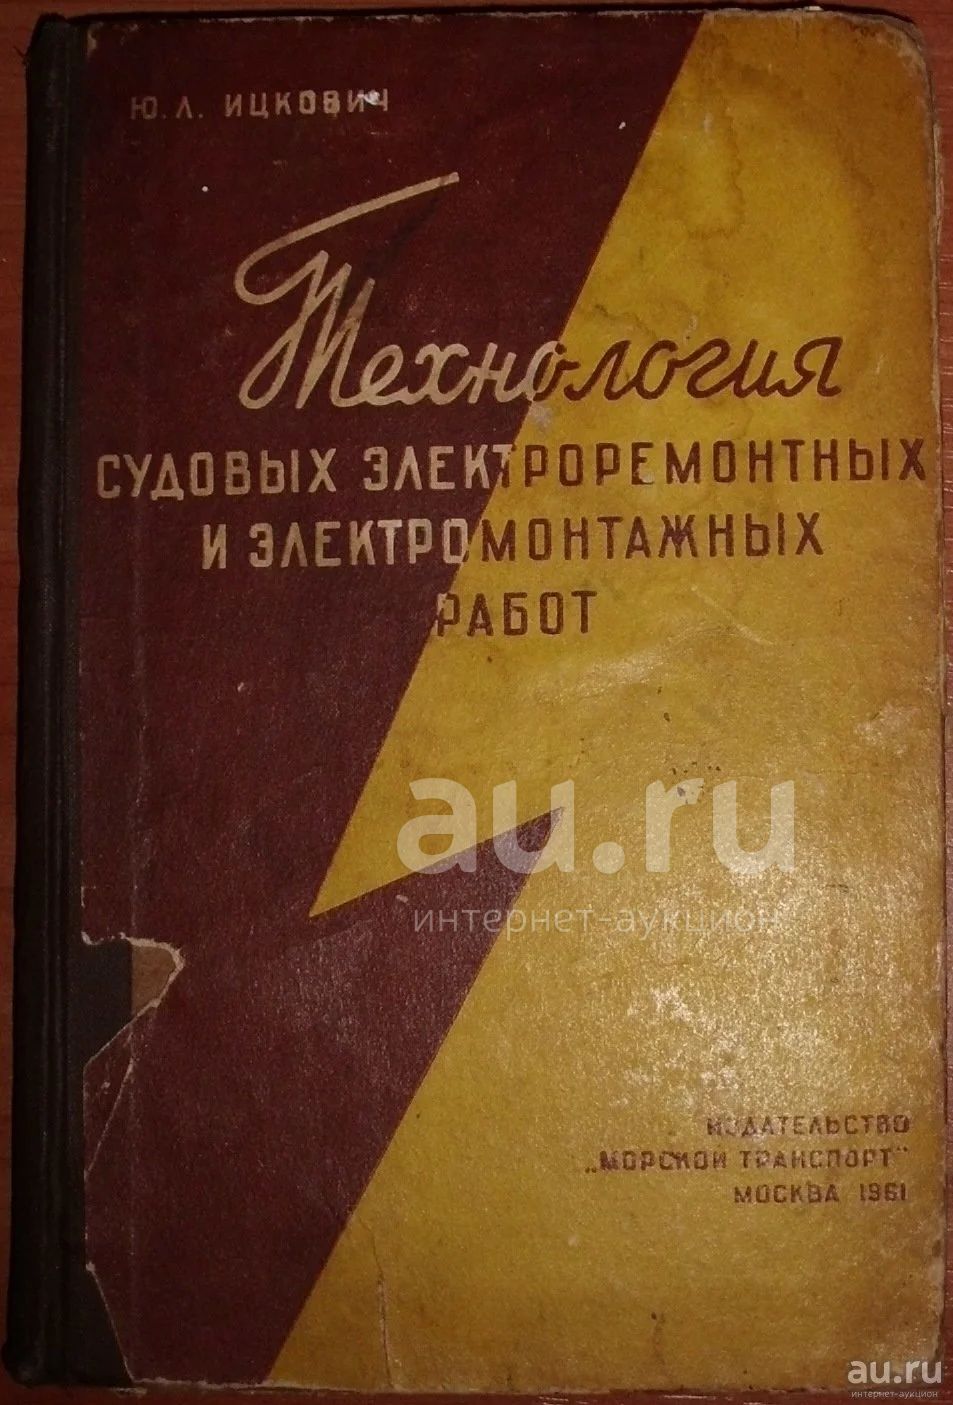 Ю. Л. ИЦКОВИЧ
Технология
СУДОВЫХ ЭЛЕКТРОРЕМОНТНЫХ
И ЭЛЕКТРОМОНТАЖНЫХ
РАБОТ
au.ru
интернет-аукцион
ИЗДАТЕЛЬСТВО
„МОРСКОЙ ТРАНСПОРТ"
МОСКВА 1961
au.ru
интернет-аукцион